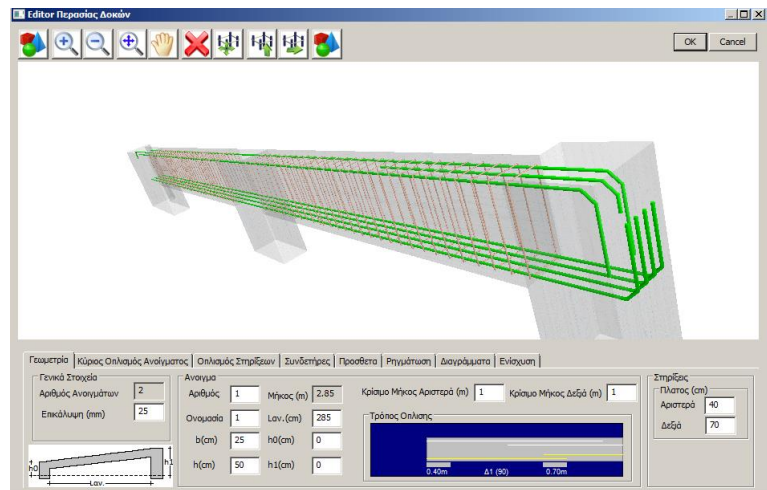 Editor Περασίας Δοκών
OK Cancel
Γεωμετρία Κύριος Οπλισμός Ανοίγματος Οπλισμός Στηρίξεων Συνδετήρες Προσθετα Ρηγμάτωση Διαγράμματα Ενίσχυση
Γενικά Στοιχεία
Αριθμός Ανοιγμάτων 2
Επικάλυψη (mm) 25
h0 h1
Lαν.
Ανοιγμα
Αριθμός 1 Μήκος (m) 2.85
Ονομασία 1 Lαν.(cm) 285
b(cm) 25 h0(cm) 0
h(cm) 50 h1(cm) 0
Κρίσιμο Μήκος Αριστερά (m) 1 Κρίσιμο Μήκος Δεξιά (m) 1
Τρόπος Οπλισης
0.40m Δ1 (90) 0.70m
Στηρίξεις
Πλατος (cm)
Αριστερά 40
Δεξιά 70